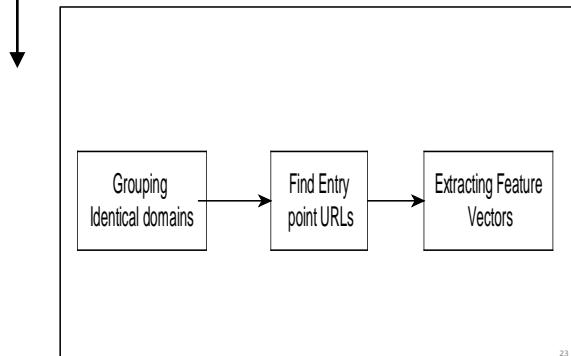 Grouping
Identical domains
Find Entry
point URLs
Extracting Feature
Vectors
23